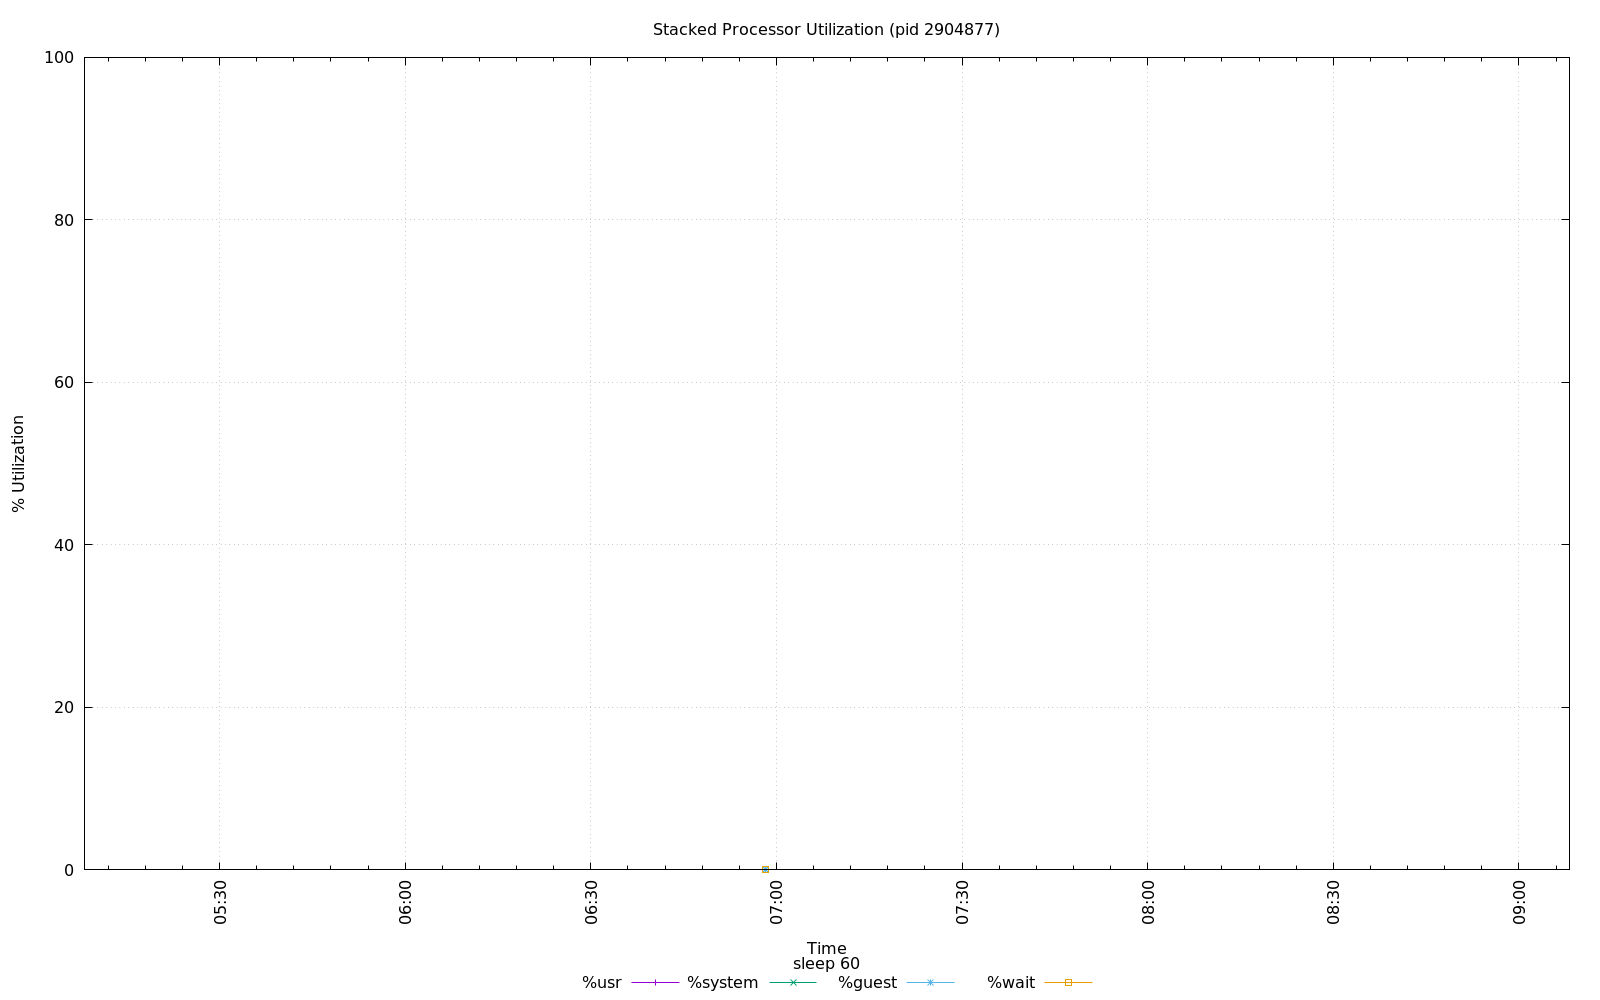 Stacked Processor Utilization (pid 2904877)
100
80
60
40
20
0
% Utilization
05:30
06:00
06:30
07:00
07:30
08:00
08:30
09:00
Time
sleep 60
%usr %system %guest %wait